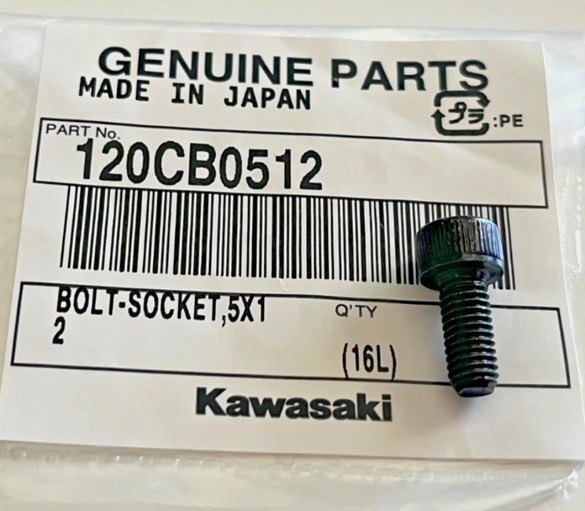 GENUINE PARTS
MADE IN JAPAN
プラ:PE
PART No.
120CB0512
BOLT-SOCKET,5X1
2
Q'TY
(16L)
Kawasaki